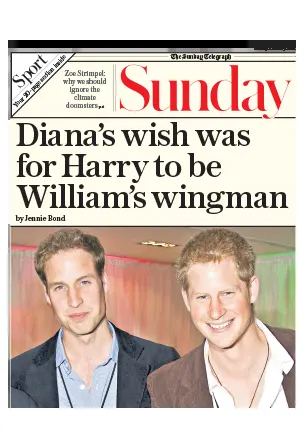 The Sunday Telegraph
Sport
Your 20-page section inside
Zoe Strimpel:
why we should
ignore the
climate
doomsters
Sunday
Diana's wish was
for Harry to be
William's wingman
by Jennie Bond